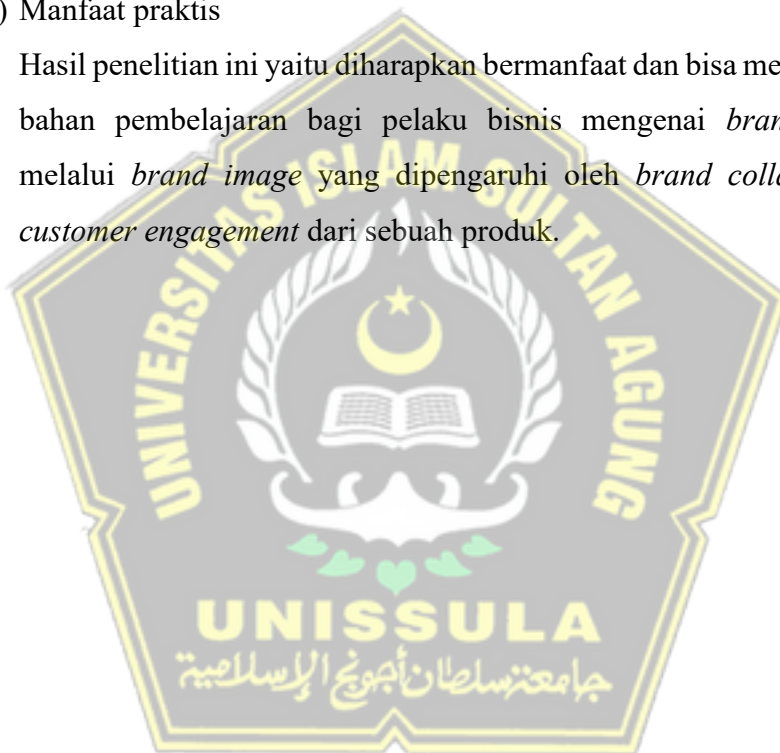 ) Manfaat praktis
Hasil penelitian ini yaitu diharapkan bermanfaat dan bisa me
bahan pembelajaran bagi pelaku bisnis mengenai bran
melalui brand image yang dipengaruhi oleh brand colla
customer engagement dari sebuah produk.
UNIVERSITAS ISLAM SULTAN AGUNG
UNISSULA
جامعة سلطان أجونج الإسلامية